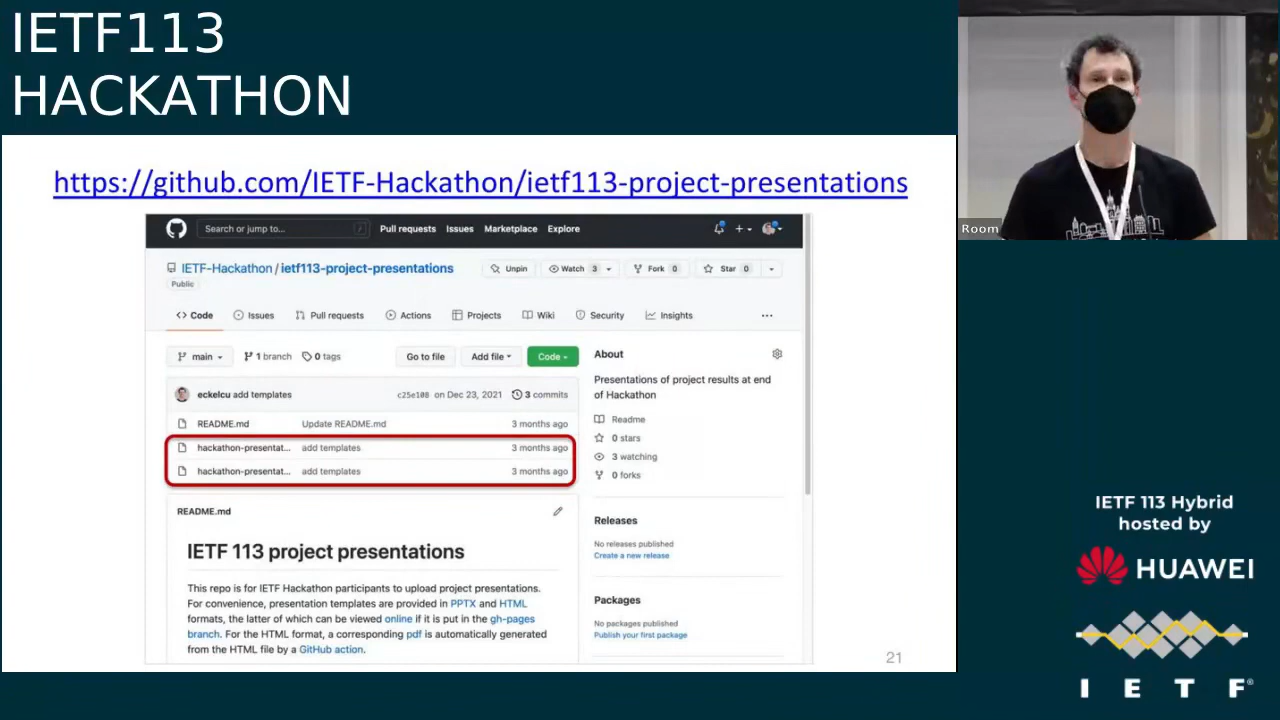 IETF113
HACKATHON
https://github.com/IETF-Hackathon/ietf113-project-presentations
Search or jump to... /
Pull requests Issues Marketplace Explore
IETF-Hackathon / ietf113-project-presentations
Unpin Watch 3 Fork 0 Star 0
Public
Code Issues Pull requests Actions Projects Wiki Security Insights ...
main 1 branch 0 tags Go to file Add file Code
eckelcu add templates c25e108 on Dec 23, 2021 3 commits
README.md Update README.md 3 months ago
hackathon-presentat... add templates 3 months ago
hackathon-presentat... add templates 3 months ago
README.md
IETF 113 project presentations
This repo is for IETF Hackathon participants to upload project presentations.
For convenience, presentation templates are provided in PPTX and HTML
formats, the latter of which can be viewed online if it is put in the gh-pages
branch. For the HTML format, a corresponding pdf is automatically generated
from the HTML file by a GitHub action.
About
Presentations of project results at end
of Hackathon
Readme
0 stars
3 watching
0 forks
Releases
No releases published
Create a new release
Packages
No packages published
Publish your first package
21
Room
IETF 113 Hybrid
hosted by
HUAWEI
I E T F®